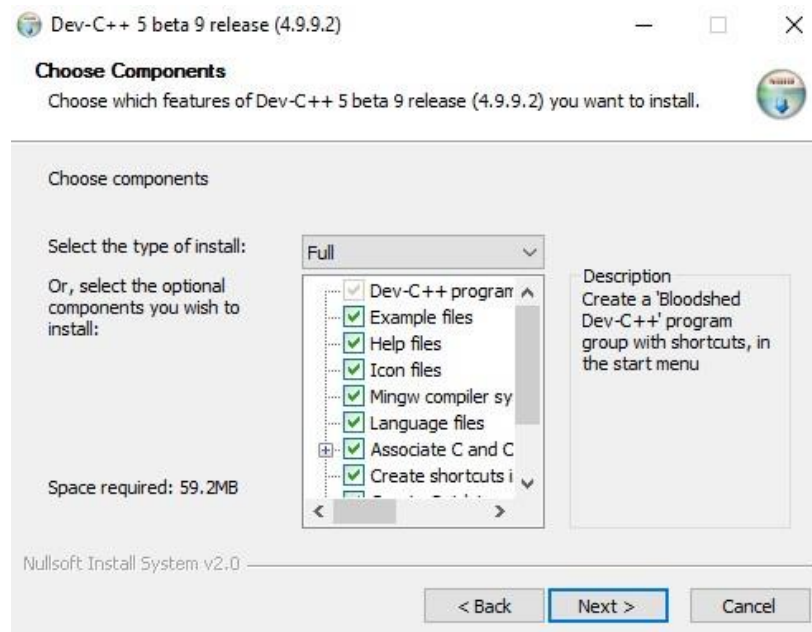 Dev-C++ 5 beta 9 release (4.9.9.2)
Choose Components
Choose which features of Dev-C++ 5 beta 9 release (4.9.9.2) you want to install.
Choose components
Select the type of install:
Full
Or, select the optional
components you wish to
install:
Dev-C++ program
Example files
Help files
Icon files
Mingw compiler sy
Language files
Associate C and C
Create shortcuts i
Description
Create a 'Bloodshed
Dev-C++' program
group with shortcuts, in
the start menu
Space required: 59.2MB
Nullsoft Install System v2.0
< Back
Next >
Cancel